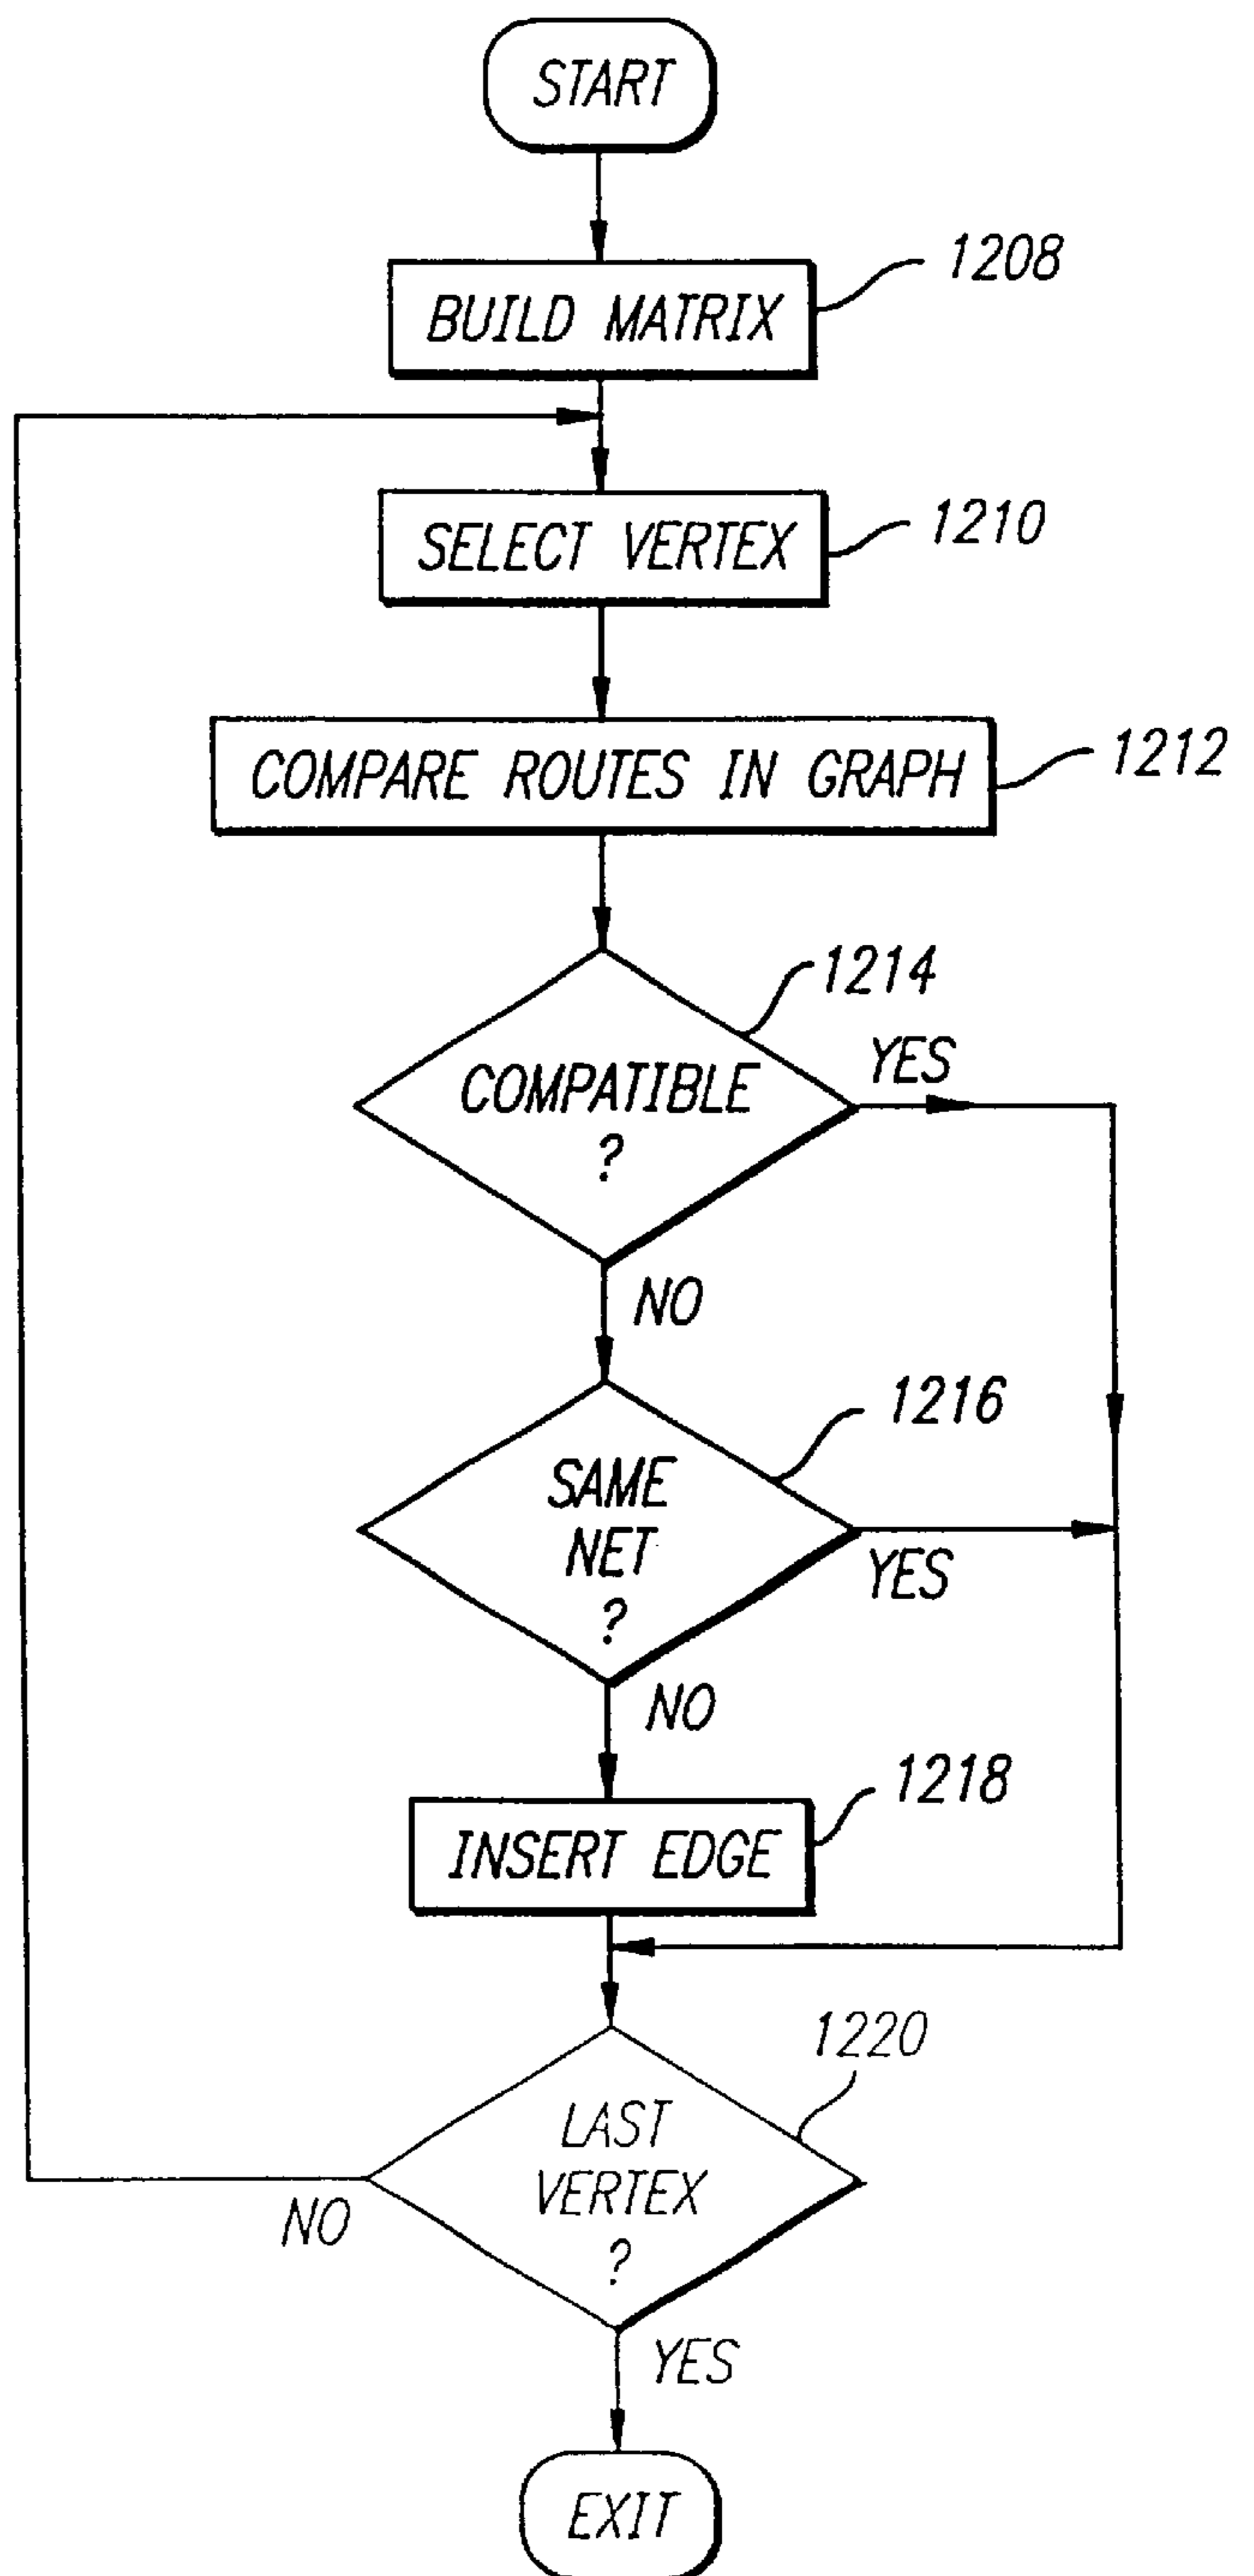 START
1208
BUILD MATRIX
1210
SELECT VERTEX
1212
COMPARE ROUTES IN GRAPH
1214
YES
COMPATIBLE
?
NO
1216
SAME
NET
?
YES
NO
1218
INSERT EDGE
1220
LAST
VERTEX
?
NO
YES
EXIT